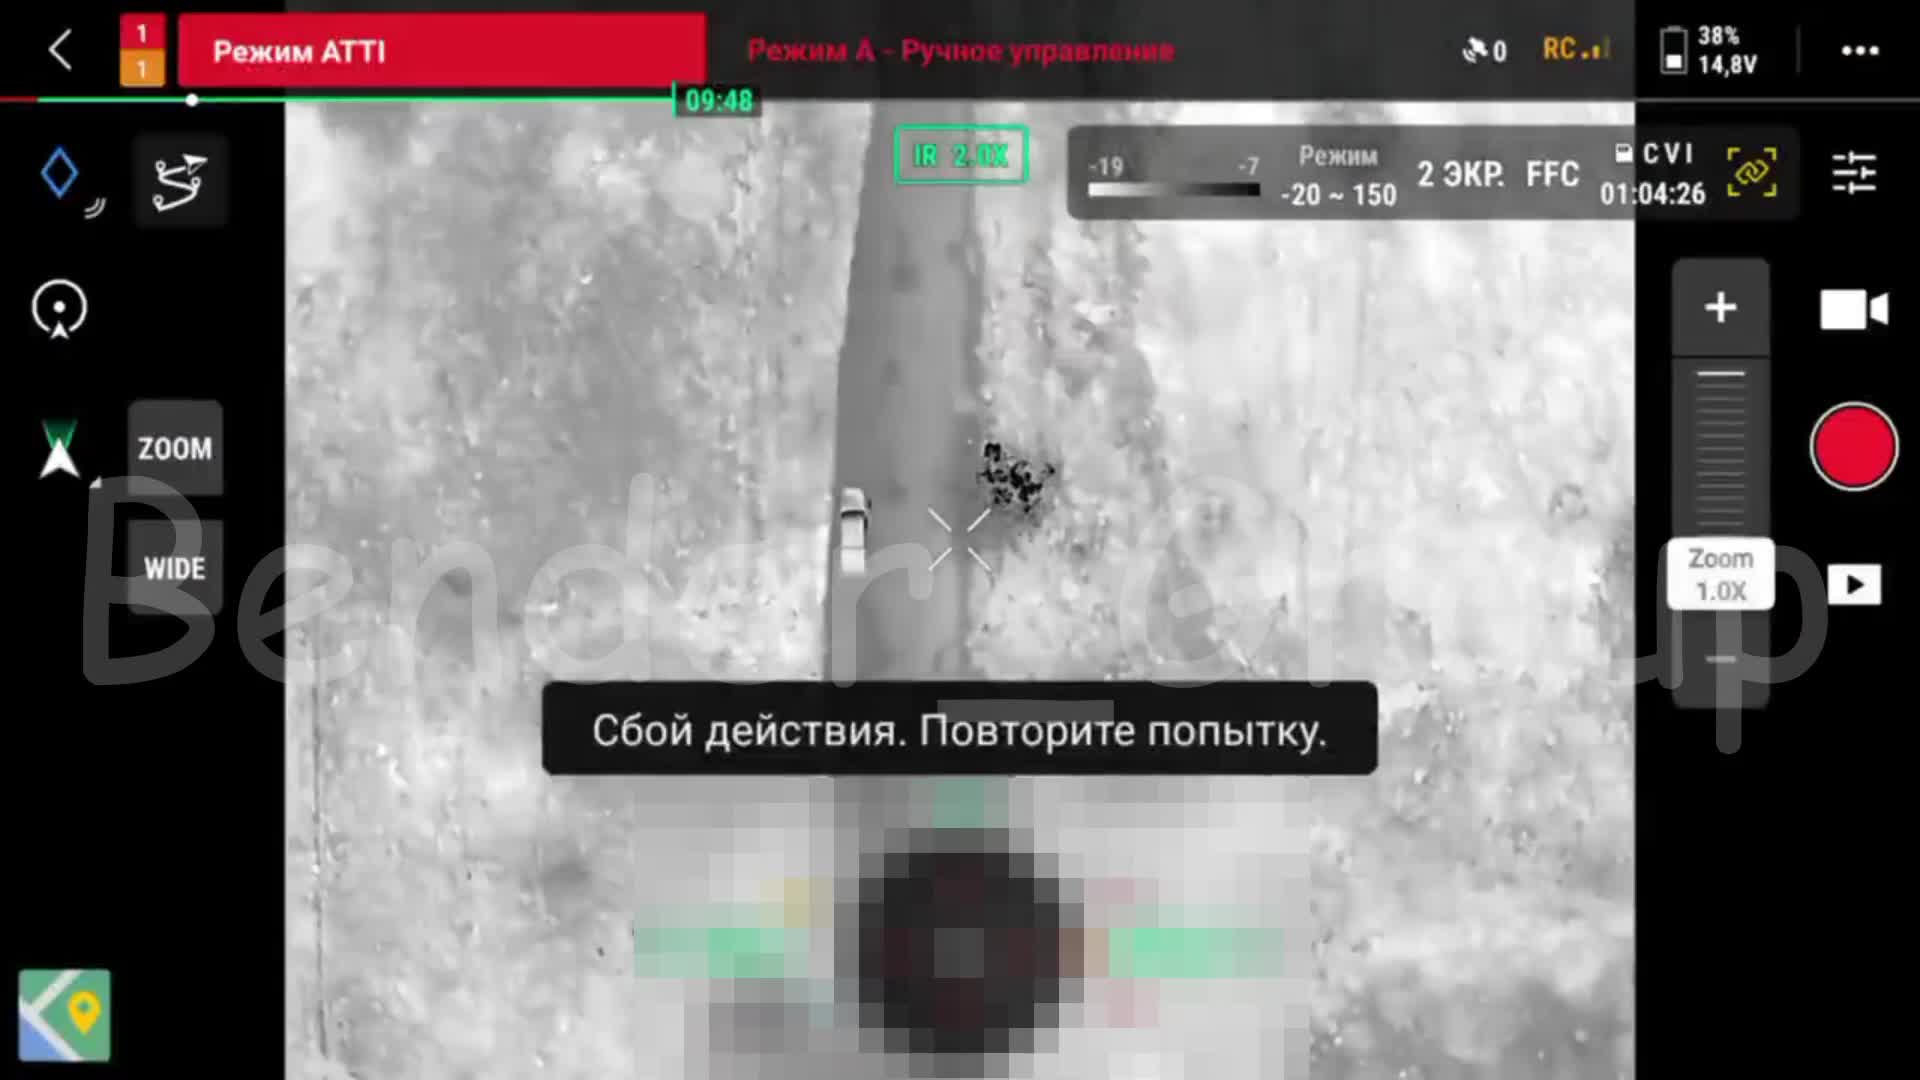 1
1
Режим ATTI
Режим A - Ручное управление
0
RC
38%
14,8V
09:48
IR 2.0X
-19
-7
Режим
-20 ~ 150
2 ЭКР.
FFC
CVI
01:04:26
ZOOM
WIDE
Zoom
1.0X
Bender_Group
Сбой действия. Повторите попытку.